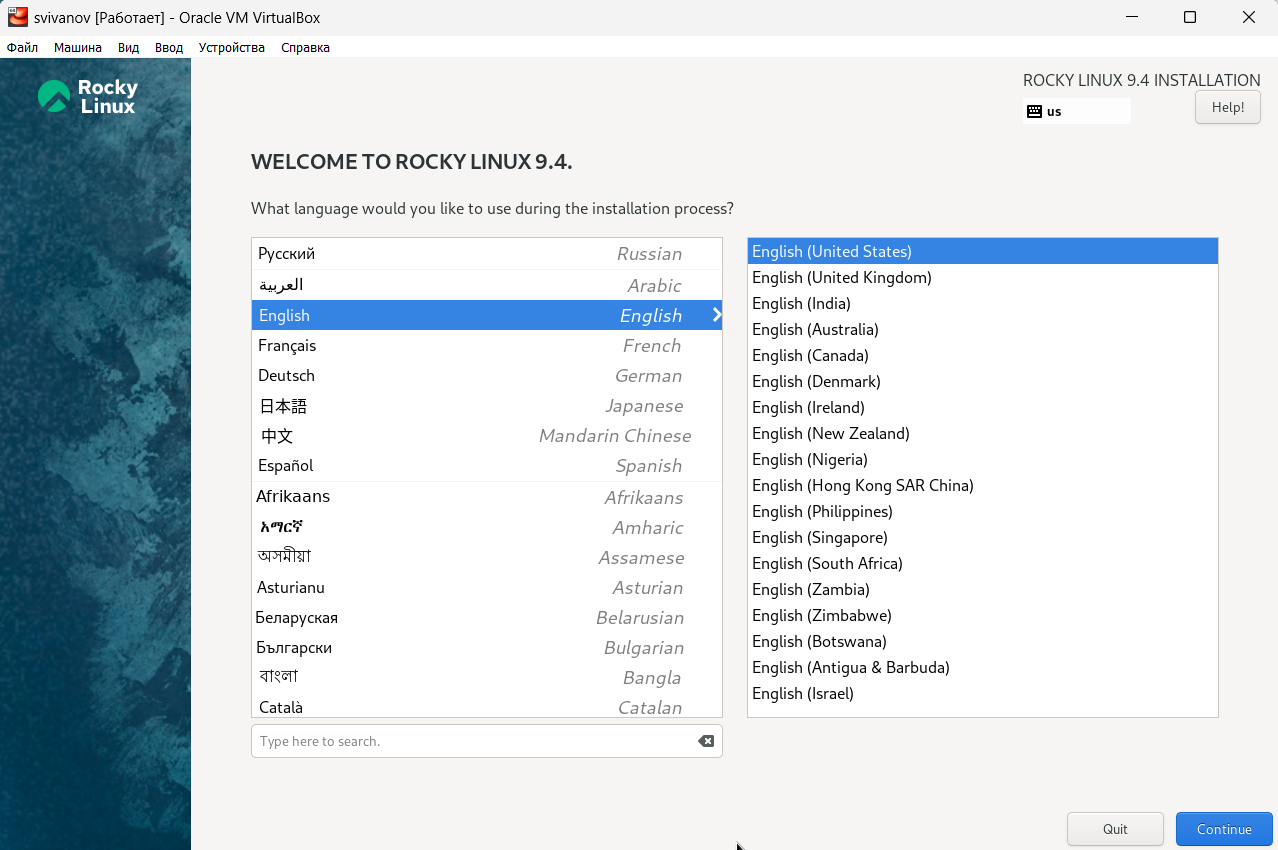 svivanov [Работает] - Oracle VM VirtualBox
Файл Машина Вид Ввод Устройства Справка
Rocky Linux
ROCKY LINUX 9.4 INSTALLATION
us
Help!
WELCOME TO ROCKY LINUX 9.4.
What language would you like to use during the installation process?
Русский Russian
العربية Arabic
English English
Français French
Deutsch German
日本語 Japanese
中文 Mandarin Chinese
Español Spanish
Afrikaans Afrikaans
አማርኛ Amharic
অসমীয়া Assamese
Asturianu Asturian
Беларуская Belarusian
Български Bulgarian
বাংলা Bangla
Català Catalan
Type here to search.
English (United States)
English (United Kingdom)
English (India)
English (Australia)
English (Canada)
English (Denmark)
English (Ireland)
English (New Zealand)
English (Nigeria)
English (Hong Kong SAR China)
English (Philippines)
English (Singapore)
English (South Africa)
English (Zambia)
English (Zimbabwe)
English (Botswana)
English (Antigua & Barbuda)
English (Israel)
Quit
Continue